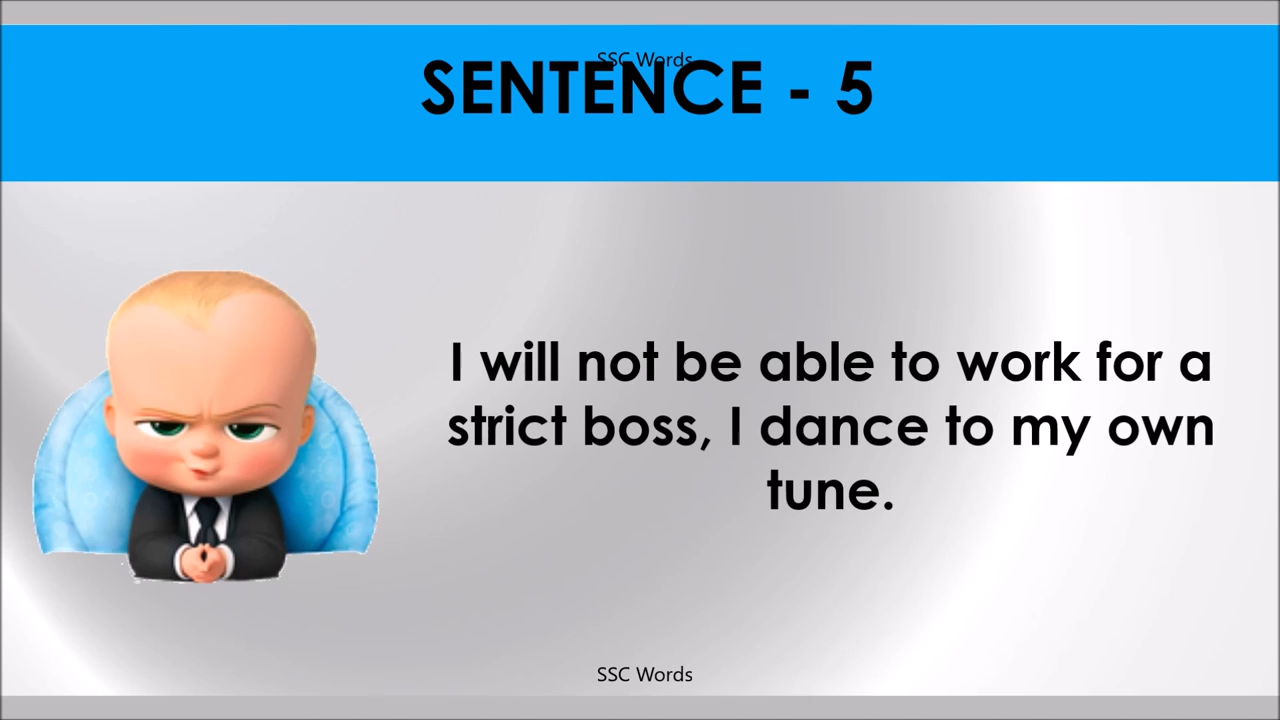 SSC Words
SENTENCE - 5
I will not be able to work for a
strict boss, I dance to my own
tune.
SSC Words